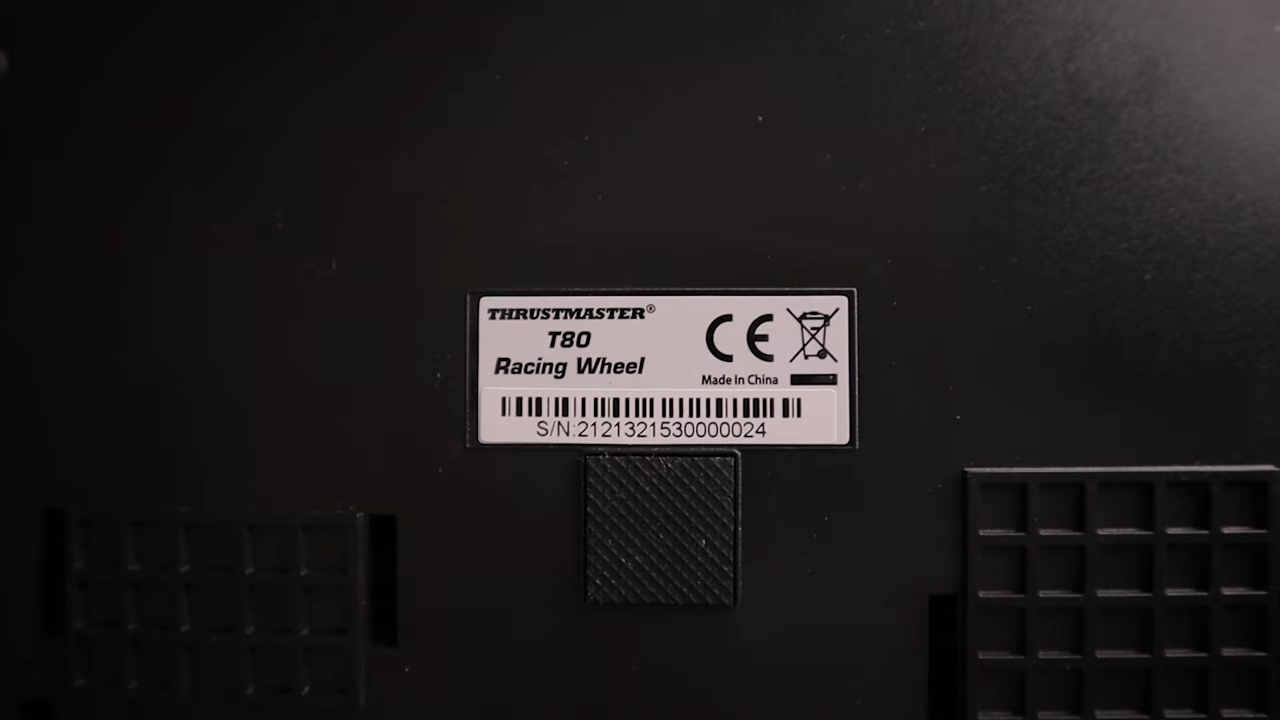 THRUSTMASTER®
T80
Racing Wheel
CE
Made in China
S/N:2121321530000024